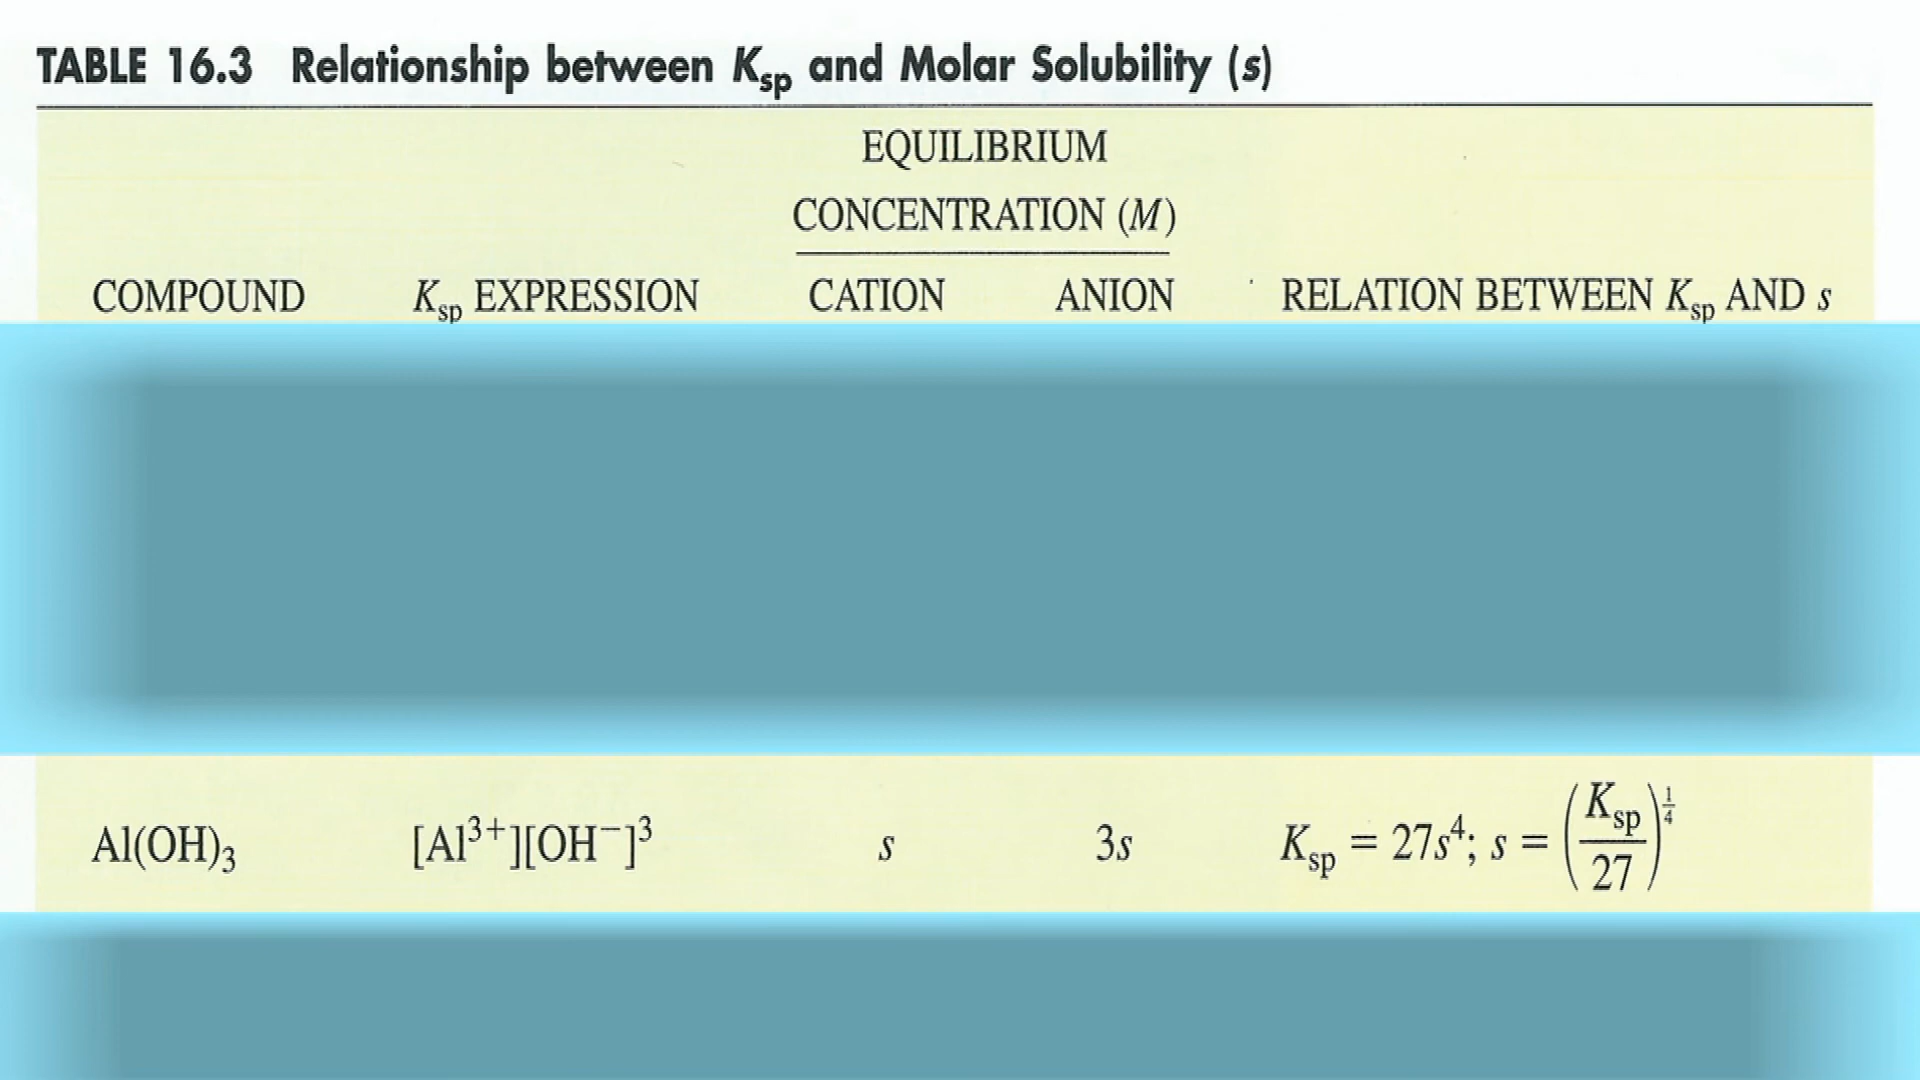 TABLE 16.3 Relationship between Ksp and Molar Solubility (s)
EQUILIBRIUM
CONCENTRATION (M)
COMPOUND Ksp EXPRESSION CATION ANION RELATION BETWEEN Ksp AND s
Al(OH)₃ [Al³⁺][OH⁻]³ s 3s Ksp = 27s⁴; s = (Ksp/27)^¼